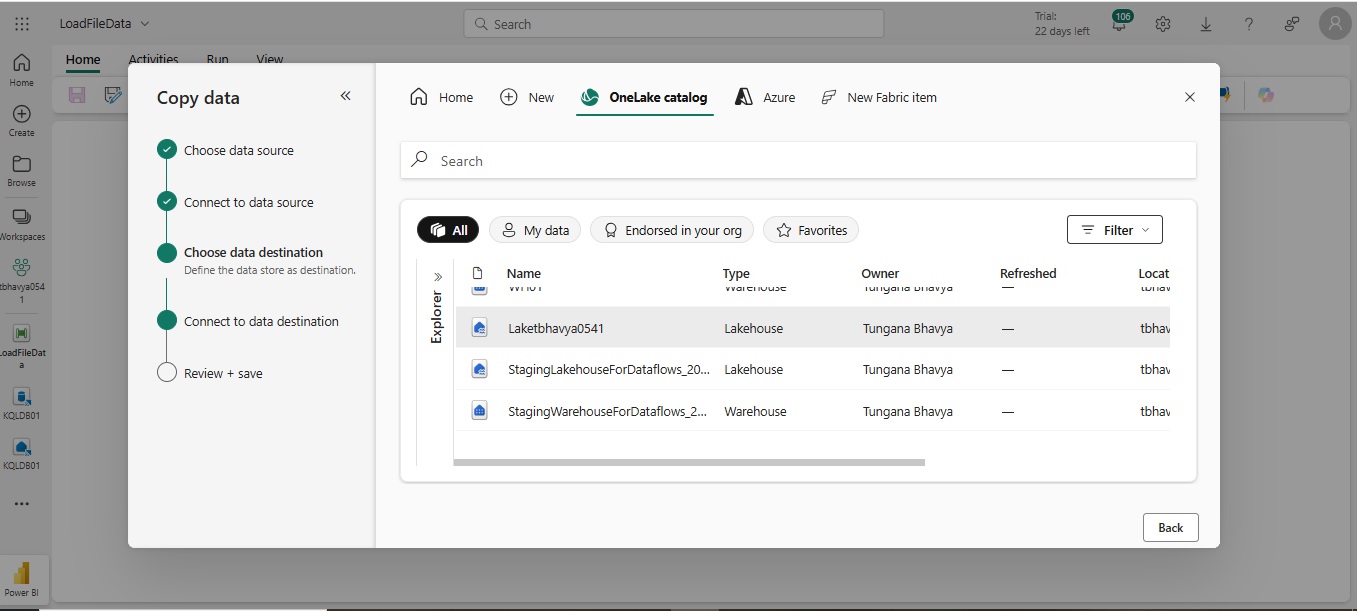 LoadFileData
Search
Trial:
22 days left
106
Home
Activities
Run
View
Home
Create
Browse
Workspaces
tbhavya054
1
LoadFileDat
a
KQLDB01
KQLDB01
Power BI
Copy data
Choose data source
Connect to data source
Choose data destination
Define the data store as destination.
Connect to data destination
Review + save
Home
New
OneLake catalog
Azure
New Fabric item
Search
All
My data
Endorsed in your org
Favorites
Filter
Explorer
Name Type Owner Refreshed Locat
WH01 Warehouse Tungana Bhavya — tbhav
Laketbhavya0541 Lakehouse Tungana Bhavya — tbhav
StagingLakehouseForDataflows_20... Lakehouse Tungana Bhavya — tbhav
StagingWarehouseForDataflows_2... Warehouse Tungana Bhavya — tbhav
Back